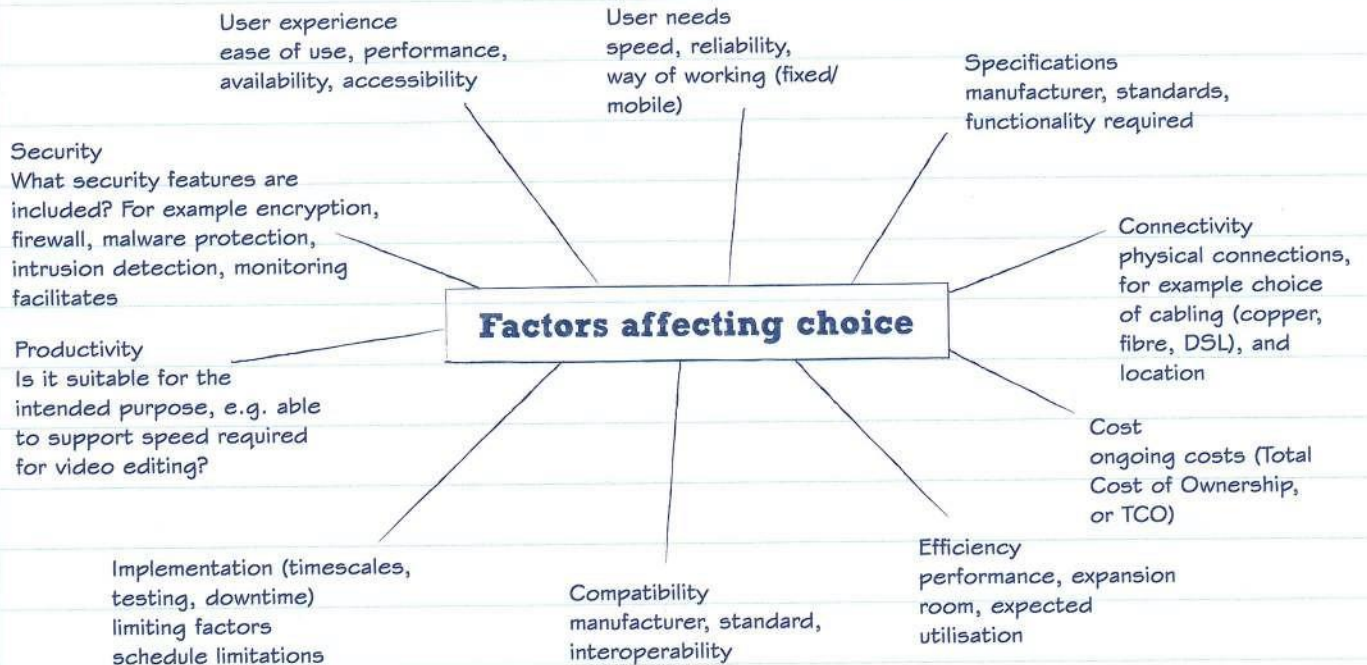 User experience
ease of use, performance,
availability, accessibility
User needs
speed, reliability,
way of working (fixed/
mobile)
Specifications
manufacturer, standards,
functionality required
Security
What security features are
included? For example encryption,
firewall, malware protection,
intrusion detection, monitoring
facilitates
Connectivity
physical connections,
for example choice
of cabling (copper,
fibre, DSL), and
location
Factors affecting choice
Productivity
Is it suitable for the
intended purpose, e.g. able
to support speed required
for video editing?
Cost
ongoing costs (Total
Cost of Ownership,
or TCO)
Implementation (timescales,
testing, downtime)
limiting factors
schedule limitations
Compatibility
manufacturer, standard,
interoperability
Efficiency
performance, expansion
room, expected
utilisation